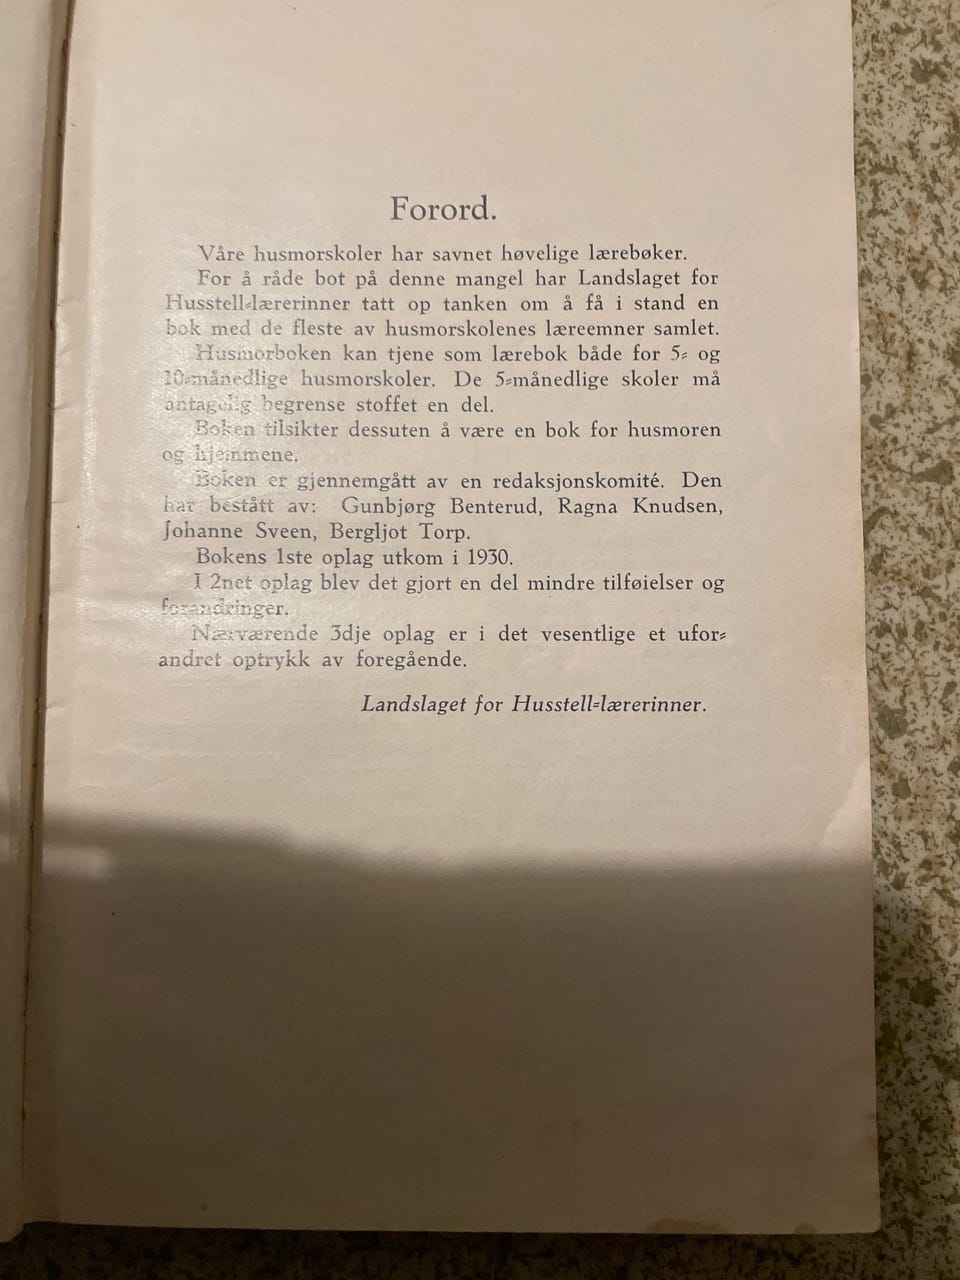 Forord.
Våre husmorskoler har savnet høvelige lærebøker.
For å råde bot på denne mangel har Landslaget for
Husstell-lærerinner tatt op tanken om å få i stand en
bok med de fleste av husmorskolenes læreemner samlet.
Husmorboken kan tjene som lærebok både for 5- og
10-månedlige husmorskoler. De 5-månedlige skoler må
antagelig begrense stoffet en del.
Boken tilsikter dessuten å være en bok for husmoren
og hjemmene.
Boken er gjennemgått av en redaksjonskomité. Den
har bestått av: Gunbjørg Benterud, Ragna Knudsen,
Johanne Sveen, Bergljot Torp.
Bokens 1ste oplag utkom i 1930.
I 2net oplag blev det gjort en del mindre tilføielser og
forandringer.
Nærværende 3dje oplag er i det vesentlige et ufor-
andret optrykk av foregående.
Landslaget for Husstell-lærerinner.